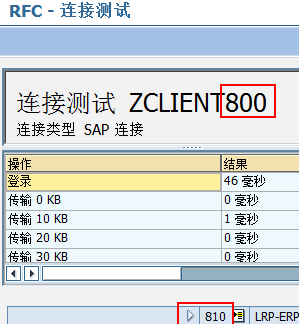 RFC - 连接测试
连接测试 ZCLIENT800
连接类型 SAP 连接
操作 结果
登录 46 毫秒
传输 0 KB 0 毫秒
传输 10 KB 1 毫秒
传输 20 KB 0 毫秒
传输 30 KB 0 毫秒
810 LRP-ERP